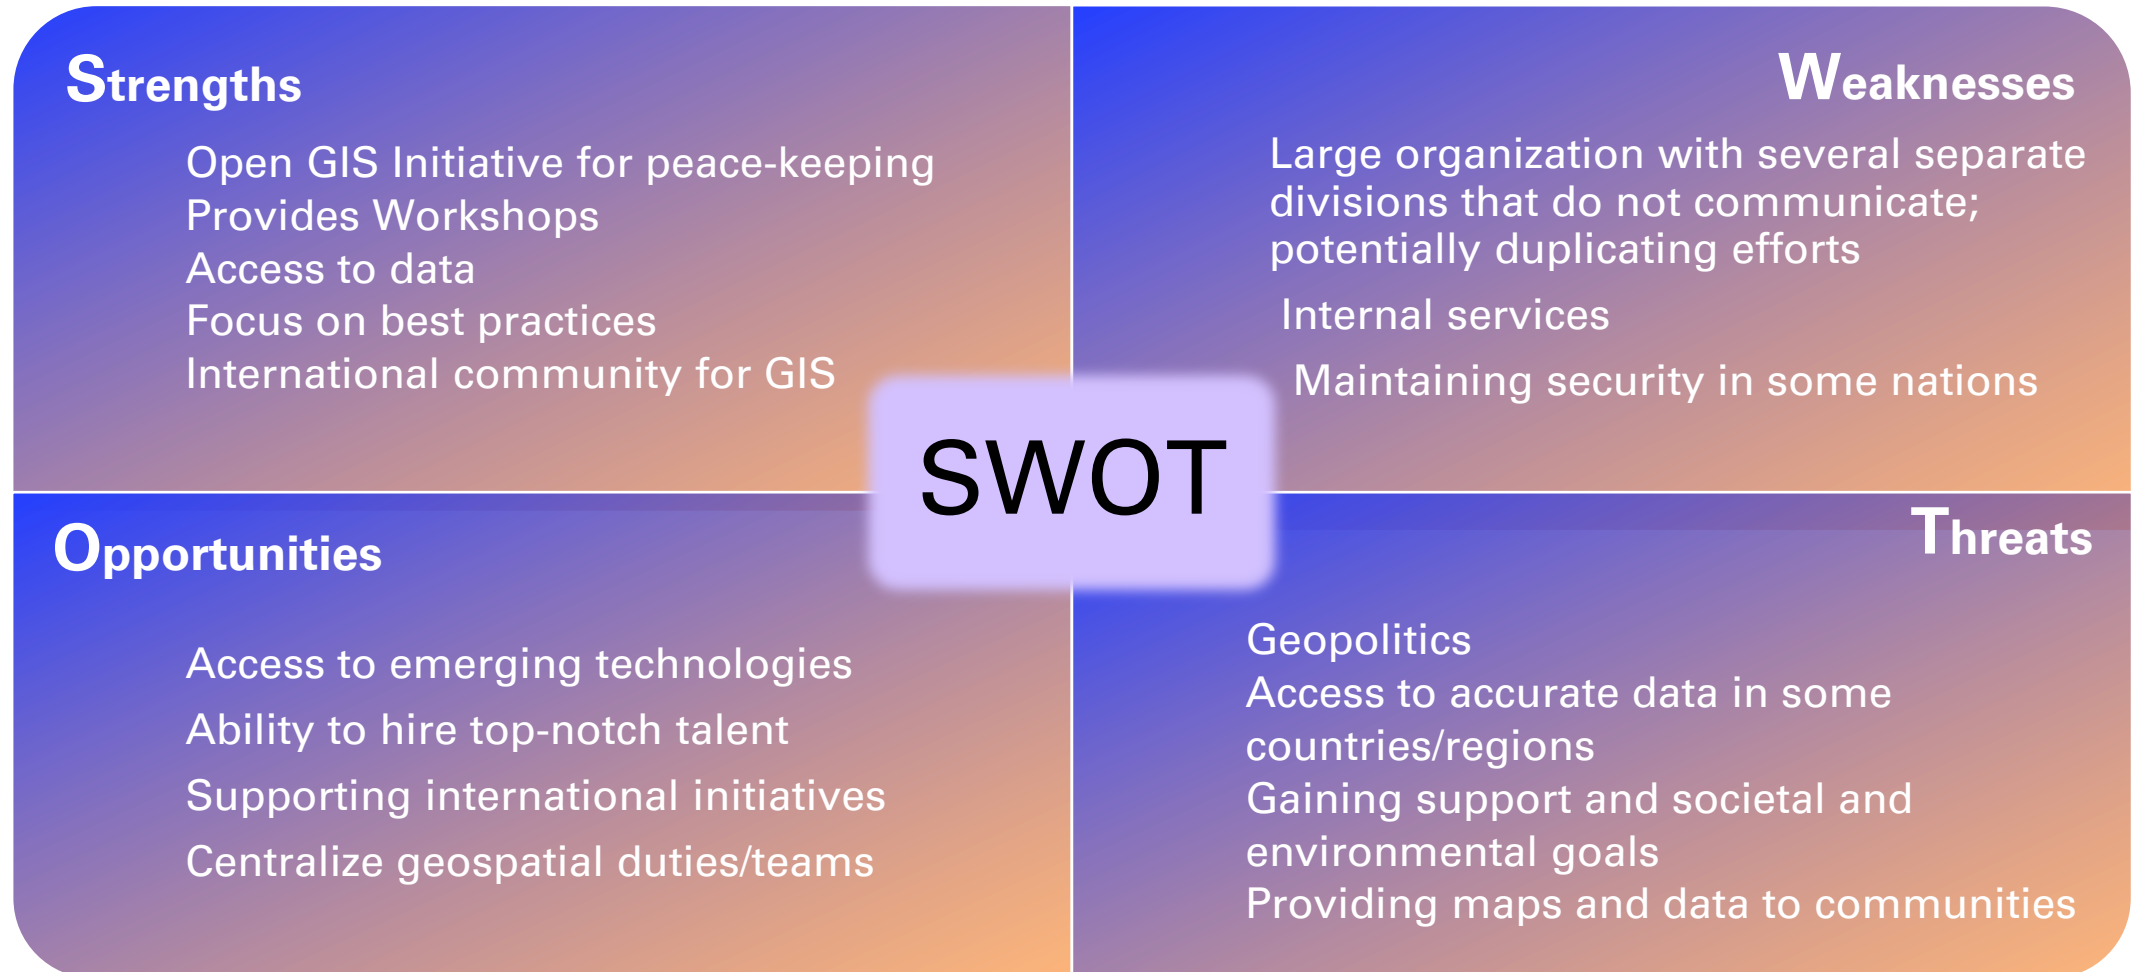 Strengths
Open GIS Initiative for peace-keeping
Provides Workshops
Access to data
Focus on best practices
International community for GIS
Weaknesses
Large organization with several separate
divisions that do not communicate;
potentially duplicating efforts
Internal services
Maintaining security in some nations
SWOT
Opportunities
Access to emerging technologies
Ability to hire top-notch talent
Supporting international initiatives
Centralize geospatial duties/teams
Threats
Geopolitics
Access to accurate data in some
countries/regions
Gaining support and societal and
environmental goals
Providing maps and data to communities